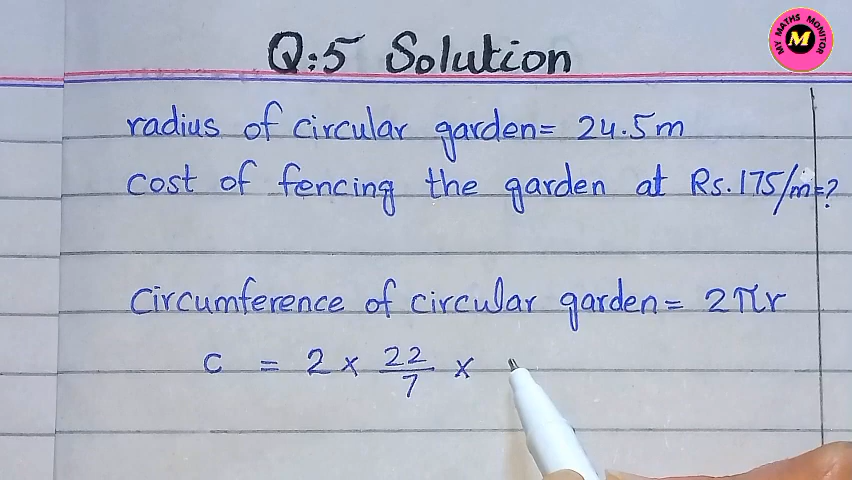 Q:5 Solution
MY MATHS MONITOR
M
radius of circular garden= 24.5m
cost of fencing the garden at Rs.175/m=?
Circumference of circular garden= 2πr
C = 2 × 22/7 ×